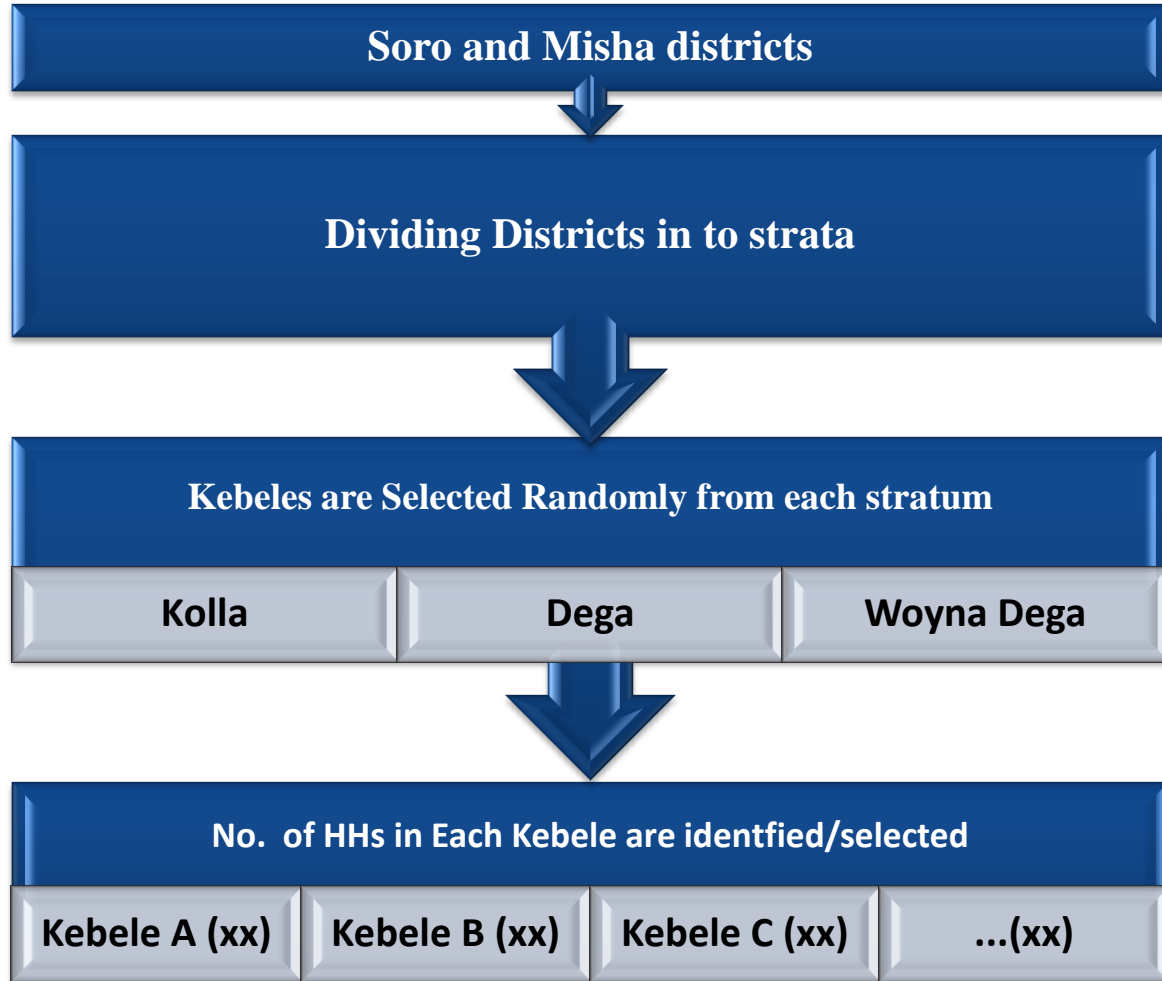 Soro and Misha districts
Dividing Districts in to strata
Kebeles are Selected Randomly from each stratum
Kolla
Dega
Woyna Dega
No. of HHs in Each Kebele are identfied/selected
Kebele A (xx)
Kebele B (xx)
Kebele C (xx)
...(xx)